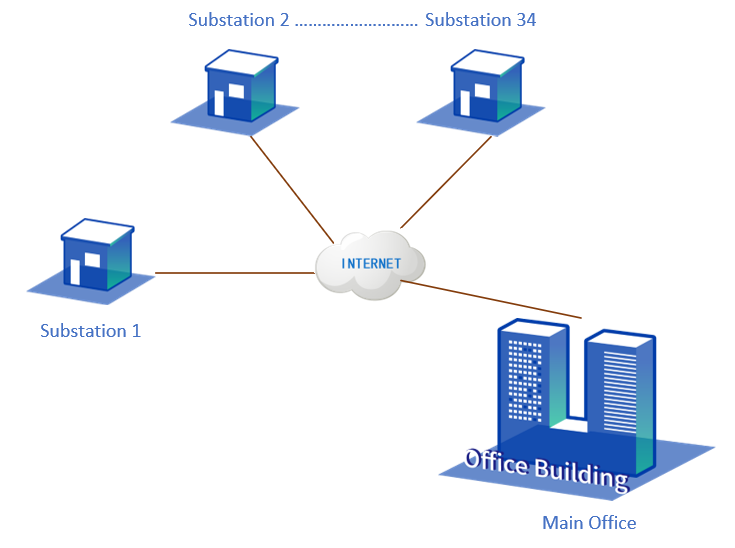 Substation 2 ............................ Substation 34
INTERNET
Substation 1
Office Building
Main Office